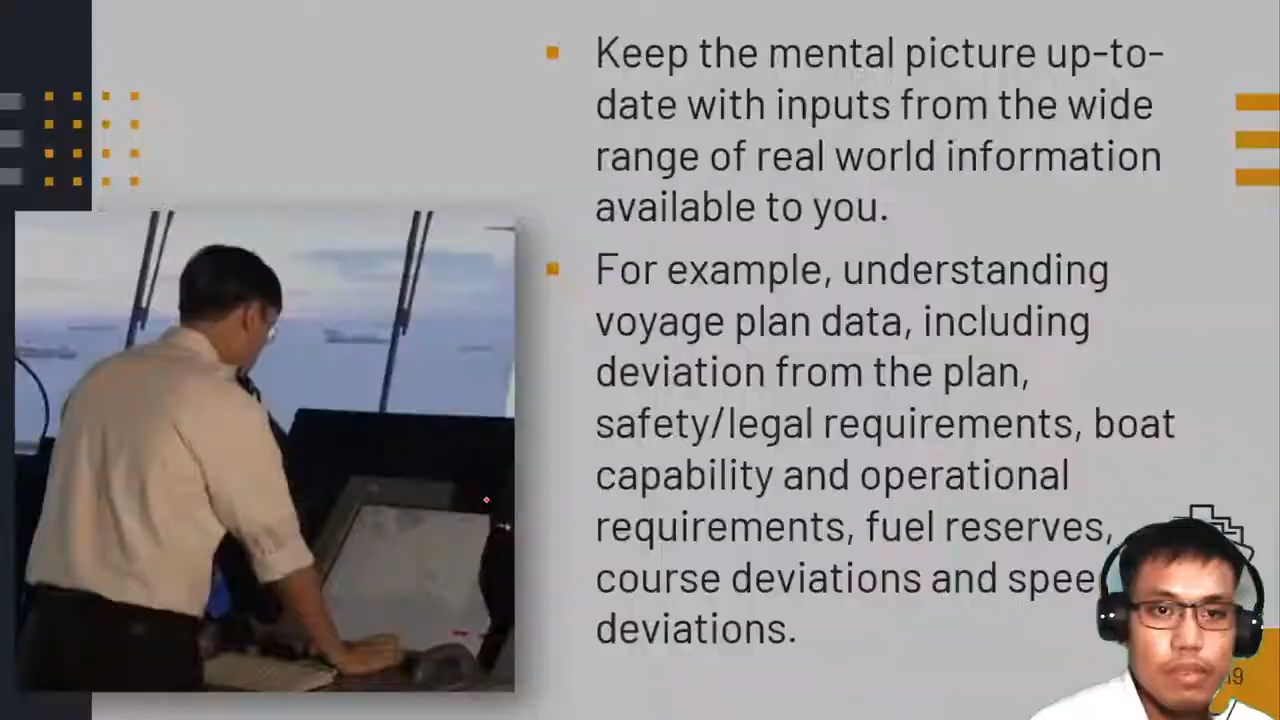 Keep the mental picture up-to-
date with inputs from the wide
range of real world information
available to you.
For example, understanding
voyage plan data, including
deviation from the plan,
safety/legal requirements, boat
capability and operational
requirements, fuel reserves,
course deviations and spee
deviations.
19